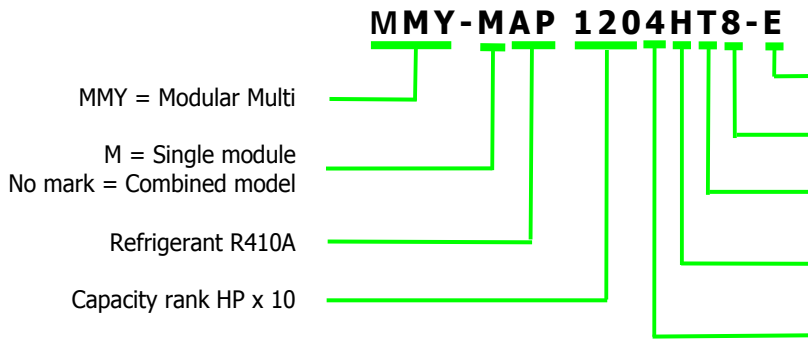 MMY-MAP 1204HT8-E
MMY = Modular Multi
M = Single module
No mark = Combined model
Refrigerant R410A
Capacity rank HP x 10